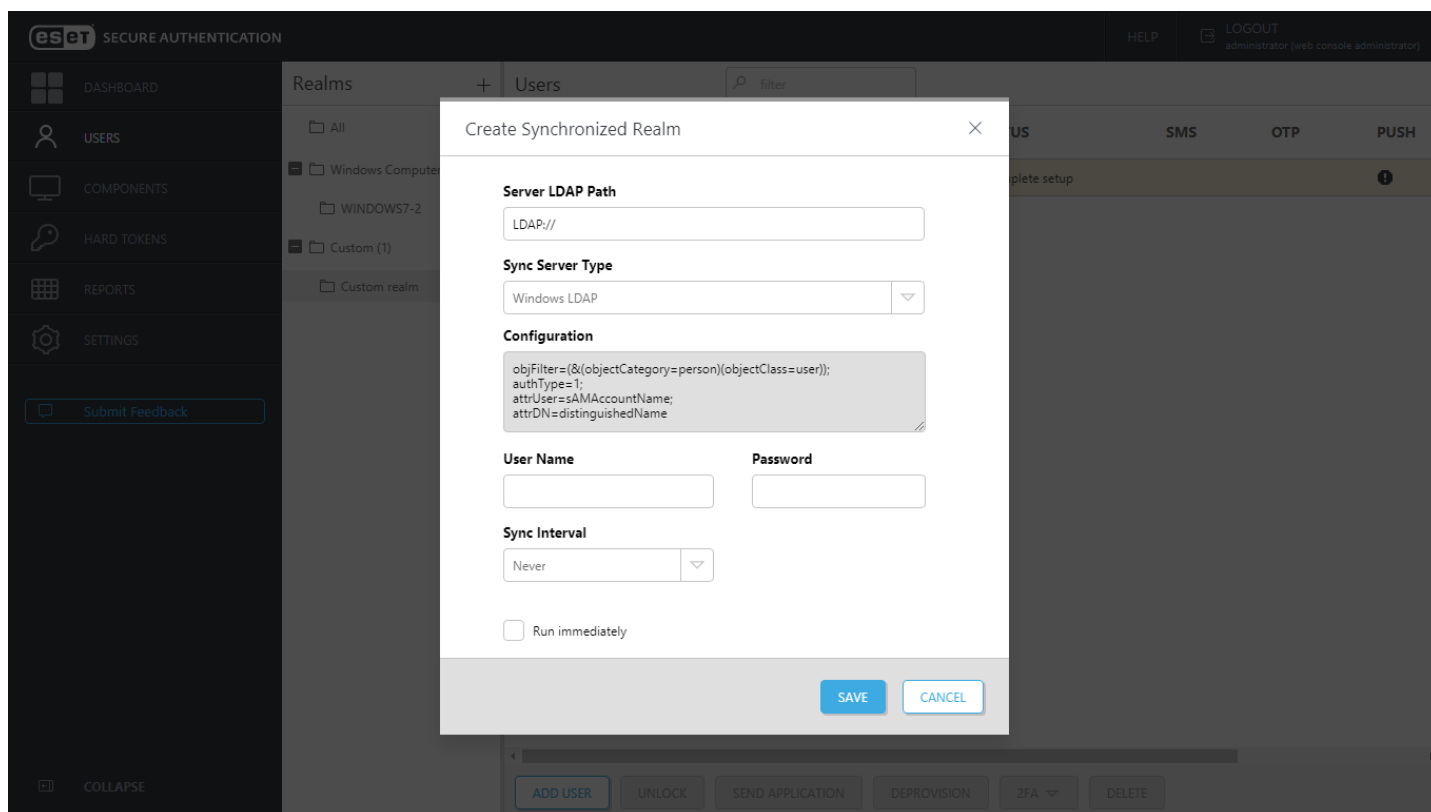 eseT SECURE AUTHENTICATION
HELP
LOGOUT
administrator (web console administrator)
DASHBOARD
USERS
COMPONENTS
HARD TOKENS
REPORTS
SETTINGS
Submit Feedback
COLLAPSE
Realms +
All
Windows Computer
WINDOWS7-2
Custom (1)
Custom realm
Users
filter
US SMS OTP PUSH
plete setup
Create Synchronized Realm
Server LDAP Path
LDAP://
Sync Server Type
Windows LDAP
Configuration
objFilter=(&(objectCategory=person)(objectClass=user));
authType=1;
attrUser=sAMAccountName;
attrDN=distinguishedName
User Name Password
Sync Interval
Never
Run immediately
SAVE CANCEL
ADD USER UNLOCK SEND APPLICATION DEPROVISION 2FA DELETE